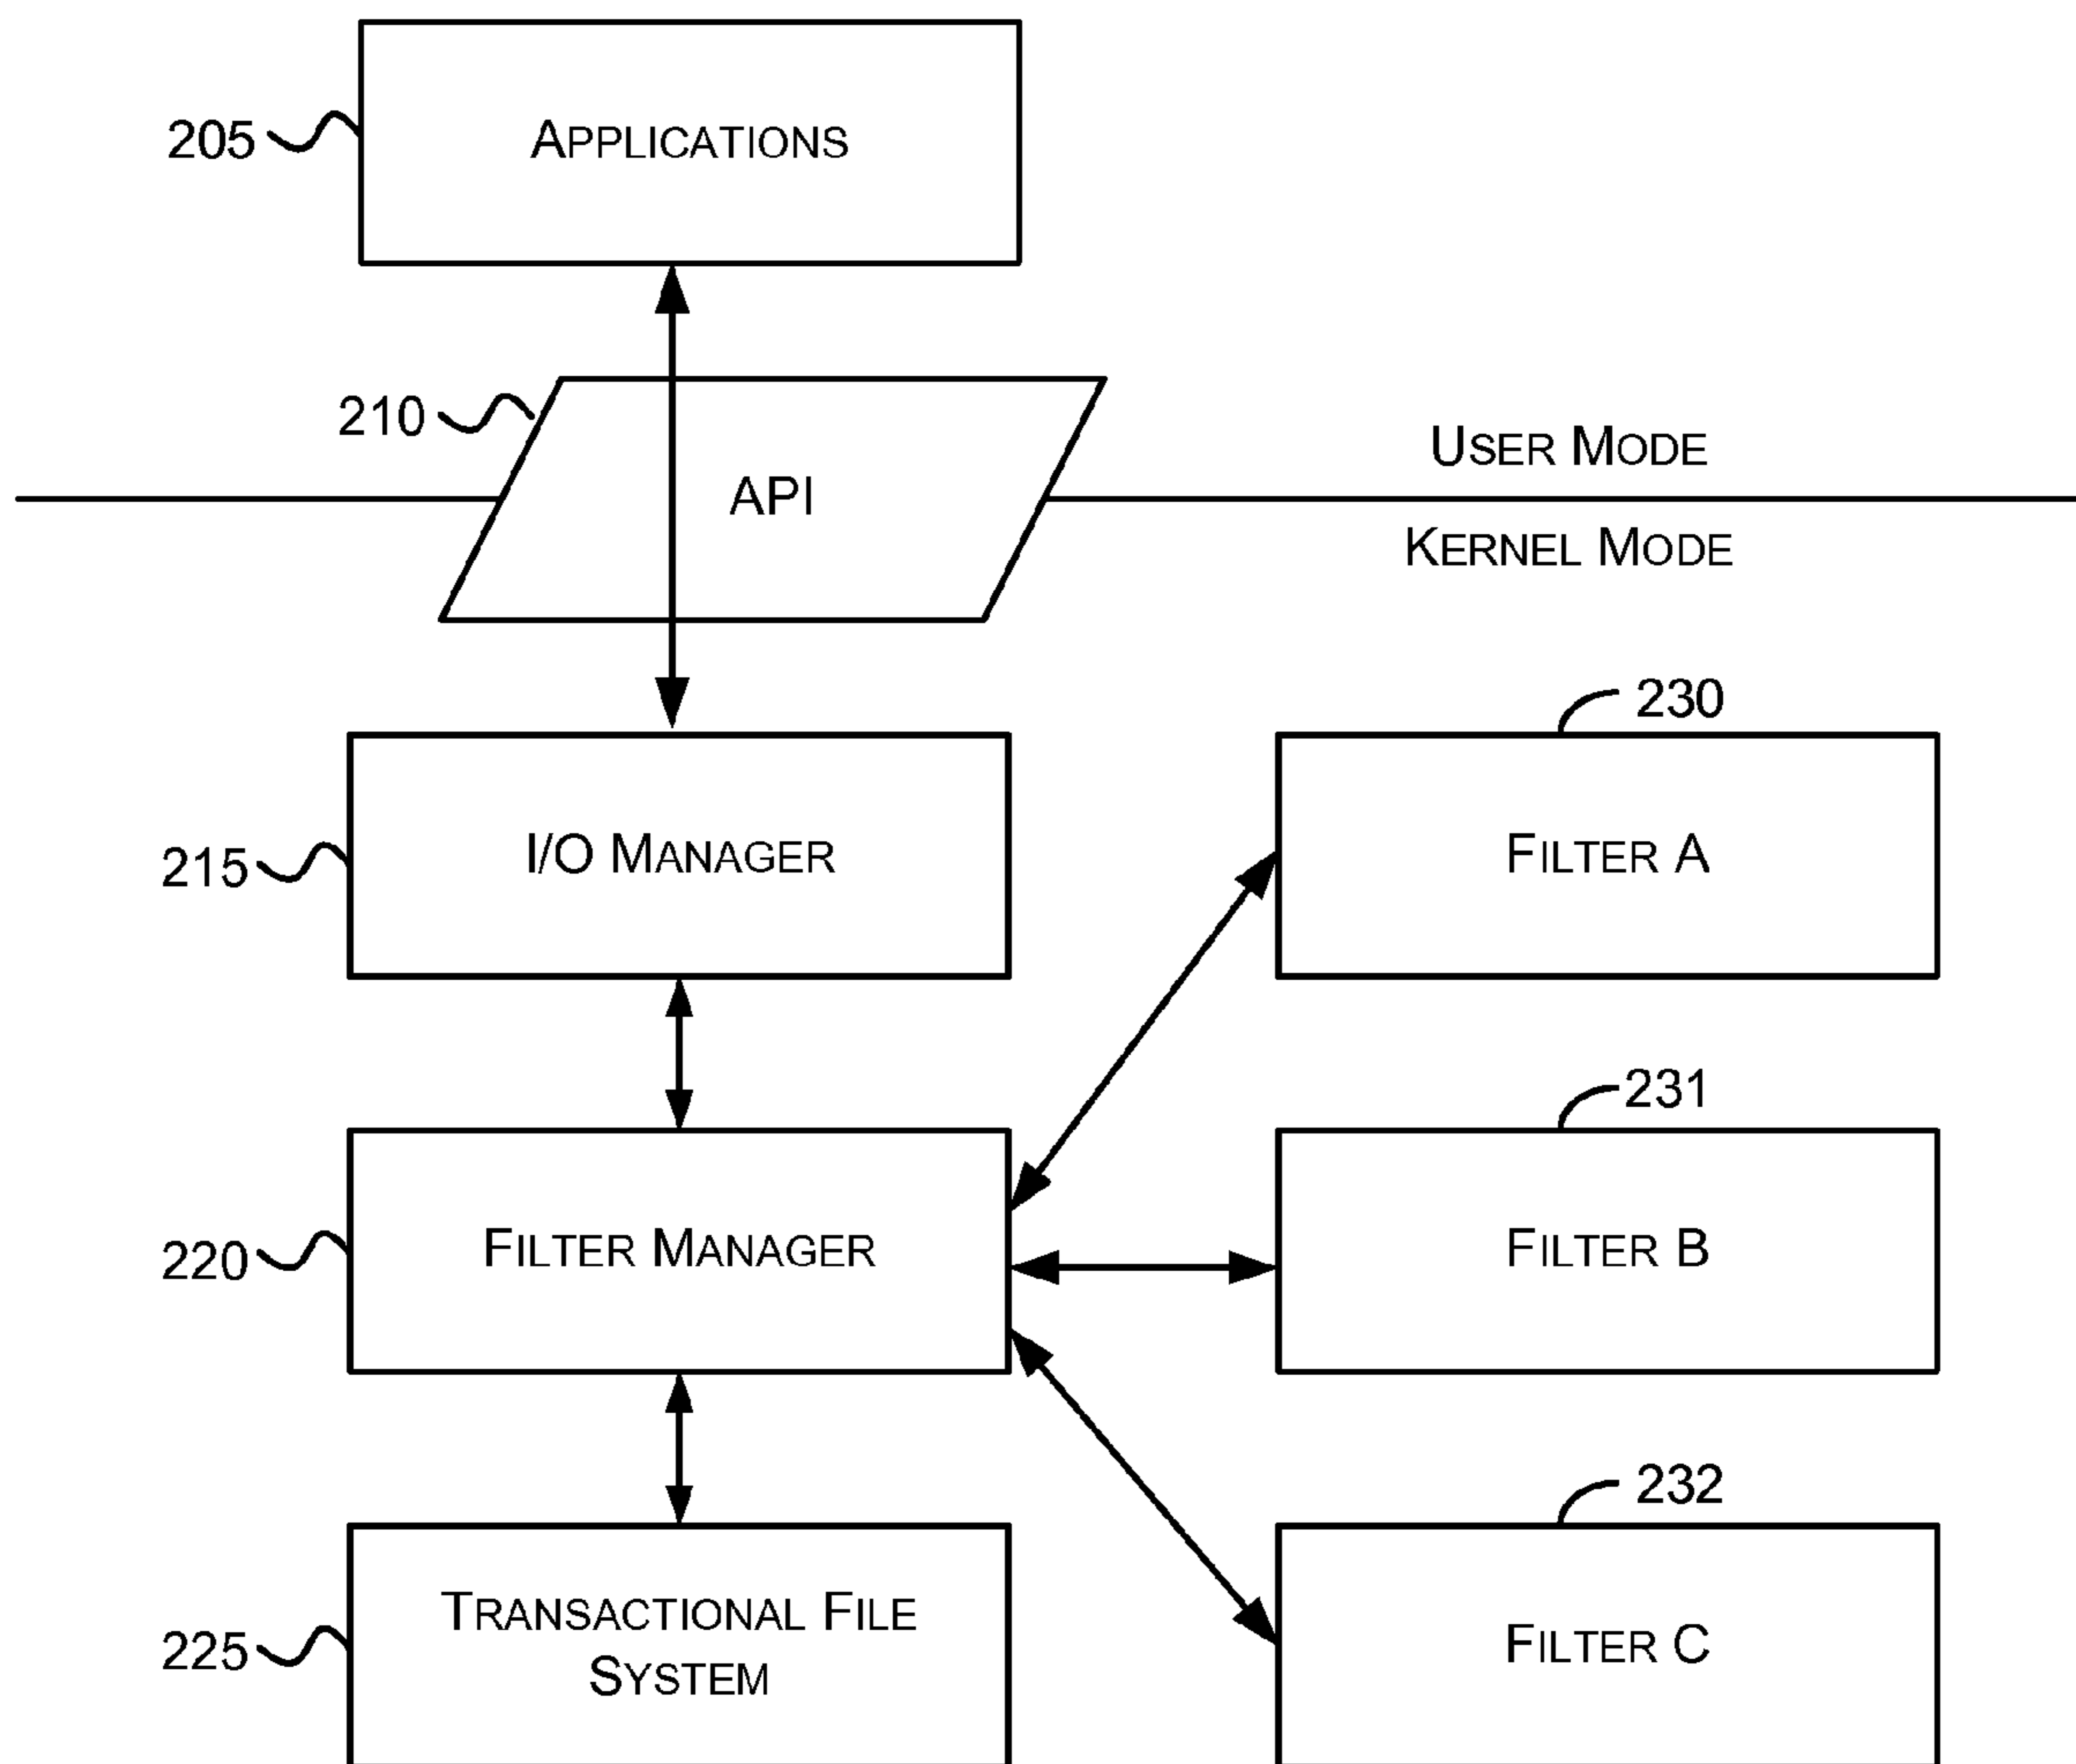 205
APPLICATIONS
210
API
USER MODE
KERNEL MODE
230
215
I/O MANAGER
FILTER A
231
220
FILTER MANAGER
FILTER B
232
225
TRANSACTIONAL FILE
SYSTEM
FILTER C